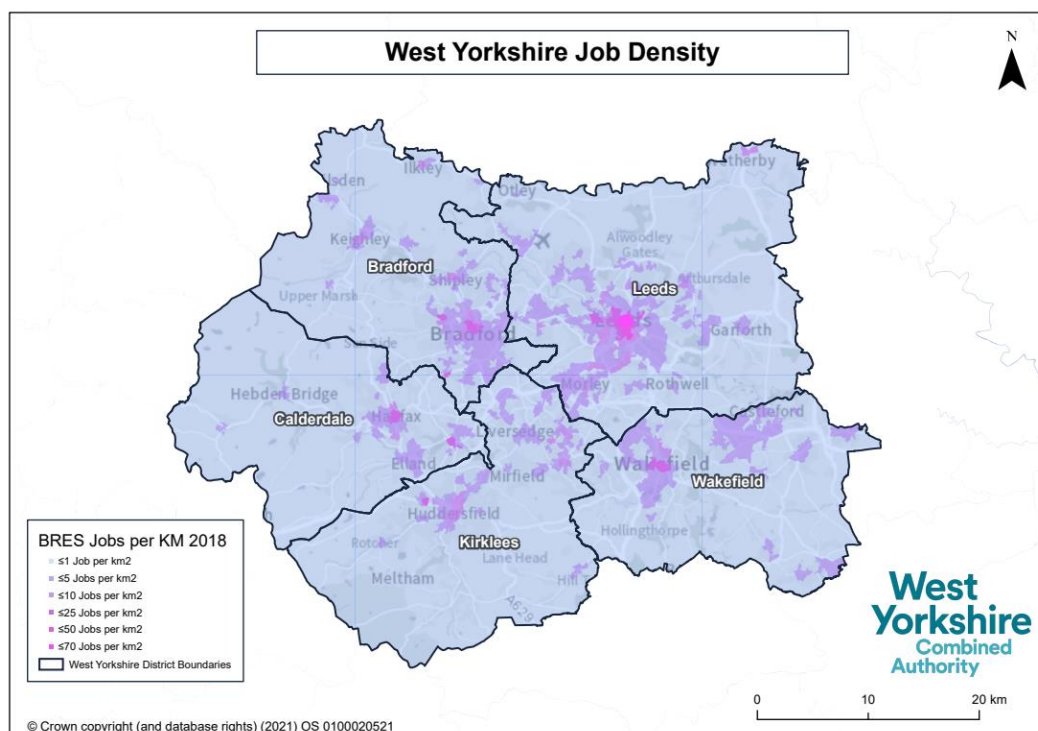 West Yorkshire Job Density
N
Ilkley
Otley
Keighley
Bradford
Shipley
Alwoodley
Gates
Leeds
Bradford
Garforth
Hebden Bridge
Calderdale
Halifax
Elland
Morley
Rothwell
Liversedge
Mirfield
Castleford
Wakefield
Wakefield
Huddersfield
Kirklees
Hollingthorpe
Lane Head
Meltham
A629
BRES Jobs per KM 2018
≤1 Job per km2
≤5 Jobs per km2
≤10 Jobs per km2
≤25 Jobs per km2
≤50 Jobs per km2
≤70 Jobs per km2
West Yorkshire District Boundaries
West
Yorkshire
Combined
Authority
0 10 20 km
© Crown copyright (and database rights) (2021) OS 0100020521